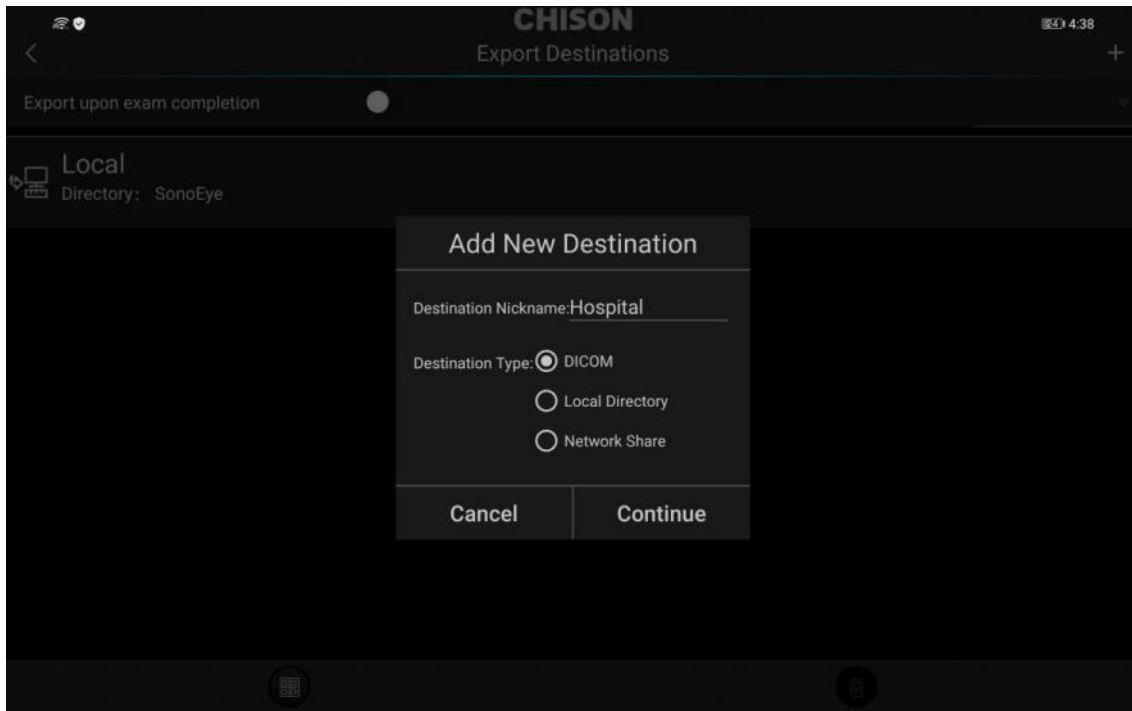 CHISON
4:38
Export Destinations
Export upon exam completion
Local
Directory： SonoEye
Add New Destination
Destination Nickname:Hospital
Destination Type: DICOM
Local Directory
Network Share
Cancel Continue